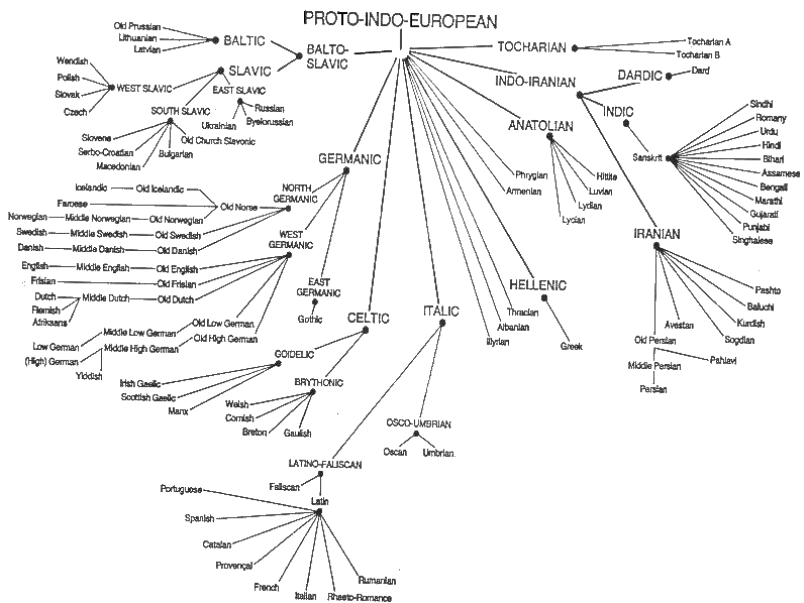 PROTO-INDO-EUROPEAN
Old Prussian
Lithuanian
Latvian
BALTIC
BALTO-
SLAVIC
SLAVIC
Wendish
Polish
Slovak
Czech
WEST SLAVIC
EAST SLAVIC
Russian
Ukrainian
Byelorussian
SOUTH SLAVIC
Slovene
Old Church Slavonic
Serbo-Croatian
Bulgarian
Macedonian
TOCHARIAN
Tocharian A
Tocharian B
INDO-IRANIAN
DARDIC
Dard
INDIC
Sanskrit
Sindhi
Romany
Urdu
Hindi
Bihari
Assamese
Bengali
Marathi
Gujarati
Punjabi
Singhalese
IRANIAN
Pashto
Baluchi
Kurdish
Sogdian
Avestan
Old Persian
Pahlavi
Middle Persian
Persian
ANATOLIAN
Hittite
Luvian
Lydian
Lycian
Phrygian
Armenian
HELLENIC
Greek
Thracian
Albanian
Illyrian
GERMANIC
NORTH
GERMANIC
Icelandic
Old Icelandic
Faroese
Old Norse
Norwegian
Middle Norwegian
Old Norwegian
Swedish
Middle Swedish
Old Swedish
Danish
Middle Danish
Old Danish
WEST
GERMANIC
English
Middle English
Old English
Frisian
Old Frisian
Dutch
Middle Dutch
Old Dutch
Flemish
Afrikaans
Old Low German
Middle Low German
Low German
Old High German
Middle High German
(High) German
Yiddish
EAST
GERMANIC
Gothic
CELTIC
GOIDELIC
Irish Gaelic
Scottish Gaelic
Manx
BRYTHONIC
Welsh
Cornish
Breton
Gaulish
ITALIC
OSCO-UMBRIAN
Oscan
Umbrian
LATINO-FALISCAN
Faliscan
Latin
Portuguese
Spanish
Catalan
Provençal
French
Italian
Rhaeto-Romance
Rumanian